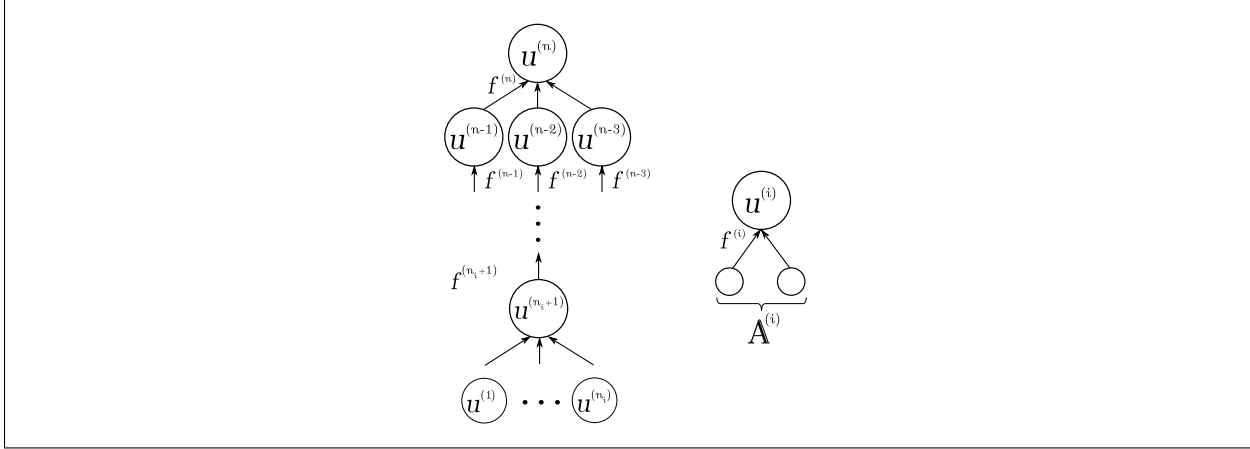 u^(n)
f^(n)
u^(n-1) u^(n-2) u^(n-3)
f^(n-1) f^(n-2) f^(n-3)
u^(i)
f^(i)
f^(n_i+1)
u^(n_i+1)
𝔸^(i)
u^(1) u^(n_i)